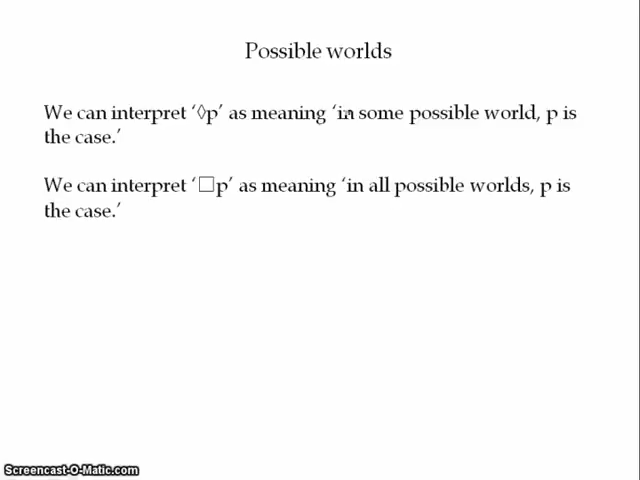 Possible worlds
We can interpret ‘◊p’ as meaning ‘in some possible world, p is
the case.’
We can interpret ‘□p’ as meaning ‘in all possible worlds, p is
the case.’
Screencast-O-Matic.com